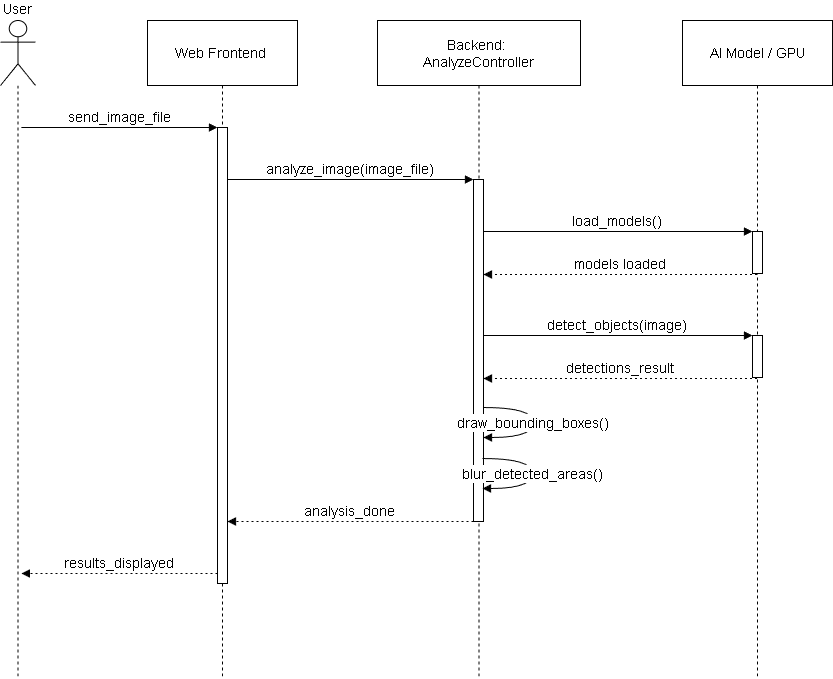 User
Web Frontend
Backend:
AnalyzeController
AI Model / GPU
send_image_file
analyze_image(image_file)
load_models()
models loaded
detect_objects(image)
detections_result
draw_bounding_boxes()
blur_detected_areas()
analysis_done
results_displayed